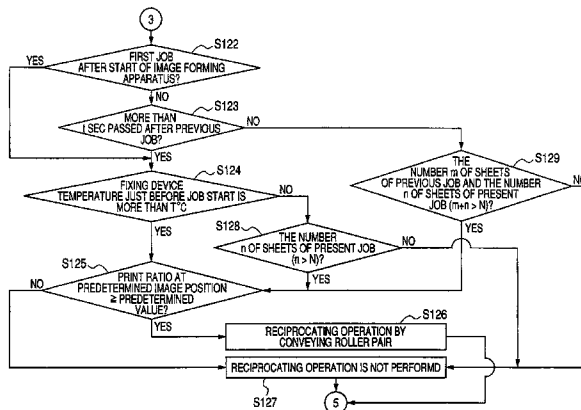 3
S122
FIRST JOB
AFTER START OF IMAGE FORMING
APPARATUS?
YES
NO
S123
MORE THAN
t SEC PASSED AFTER PREVIOUS
JOB?
NO
YES
S124
FIXING DEVICE
TEMPERATURE JUST BEFORE JOB START IS
MORE THAN T°C
NO
YES
S129
THE
NUMBER m OF SHEETS
OF PREVIOUS JOB AND THE NUMBER
n OF SHEETS OF PRESENT
JOB (m+n > N)?
NO
YES
S128
THE NUMBER
n OF SHEETS OF PRESENT JOB
(n > N)?
NO
YES
S125
PRINT RATIO AT
PREDETERMINED IMAGE POSITION
≧ PREDETERMINED
VALUE?
NO
YES
S126
RECIPROCATING OPERATION BY
CONVEYING ROLLER PAIR
RECIPROCATING OPERATION IS NOT PERFORMD
S127
5